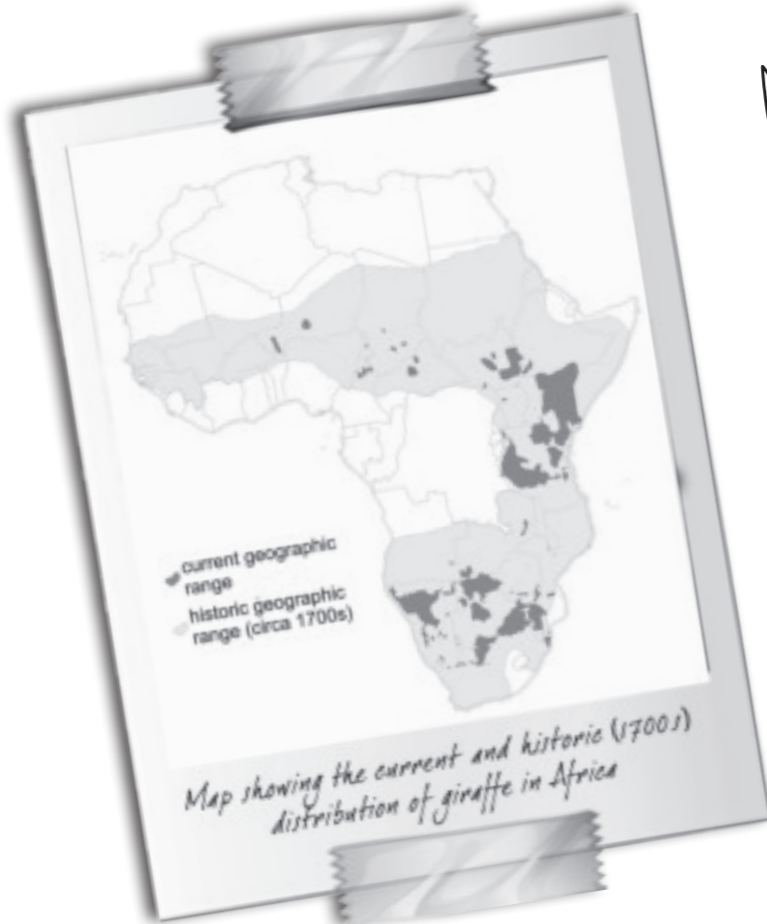 current geographic
range
historic geographic
range (circa 1700s)
Map showing the current and historic (1700s)
distribution of giraffe in Africa